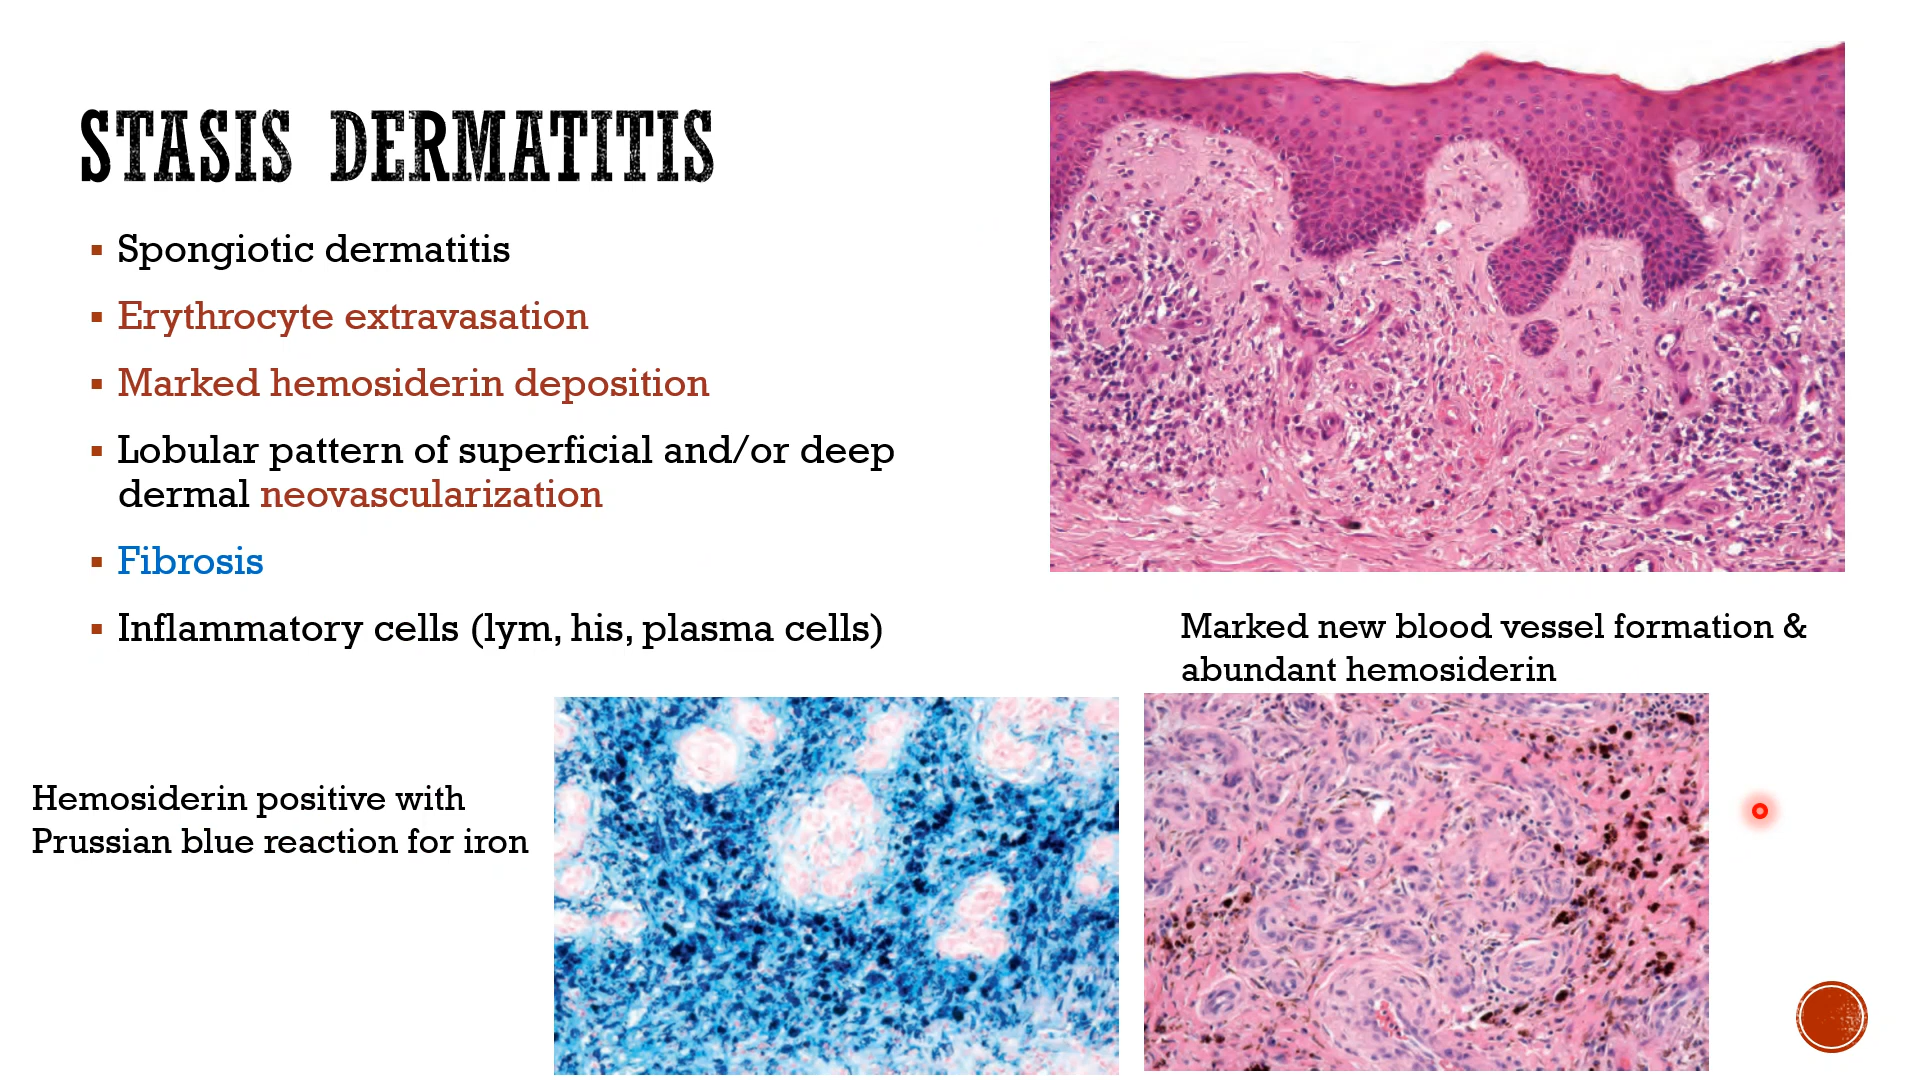 STASIS DERMATITIS
▪ Spongiotic dermatitis
▪ Erythrocyte extravasation
▪ Marked hemosiderin deposition
▪ Lobular pattern of superficial and/or deep
dermal neovascularization
▪ Fibrosis
▪ Inflammatory cells (lym, his, plasma cells)
Marked new blood vessel formation &
abundant hemosiderin
Hemosiderin positive with
Prussian blue reaction for iron